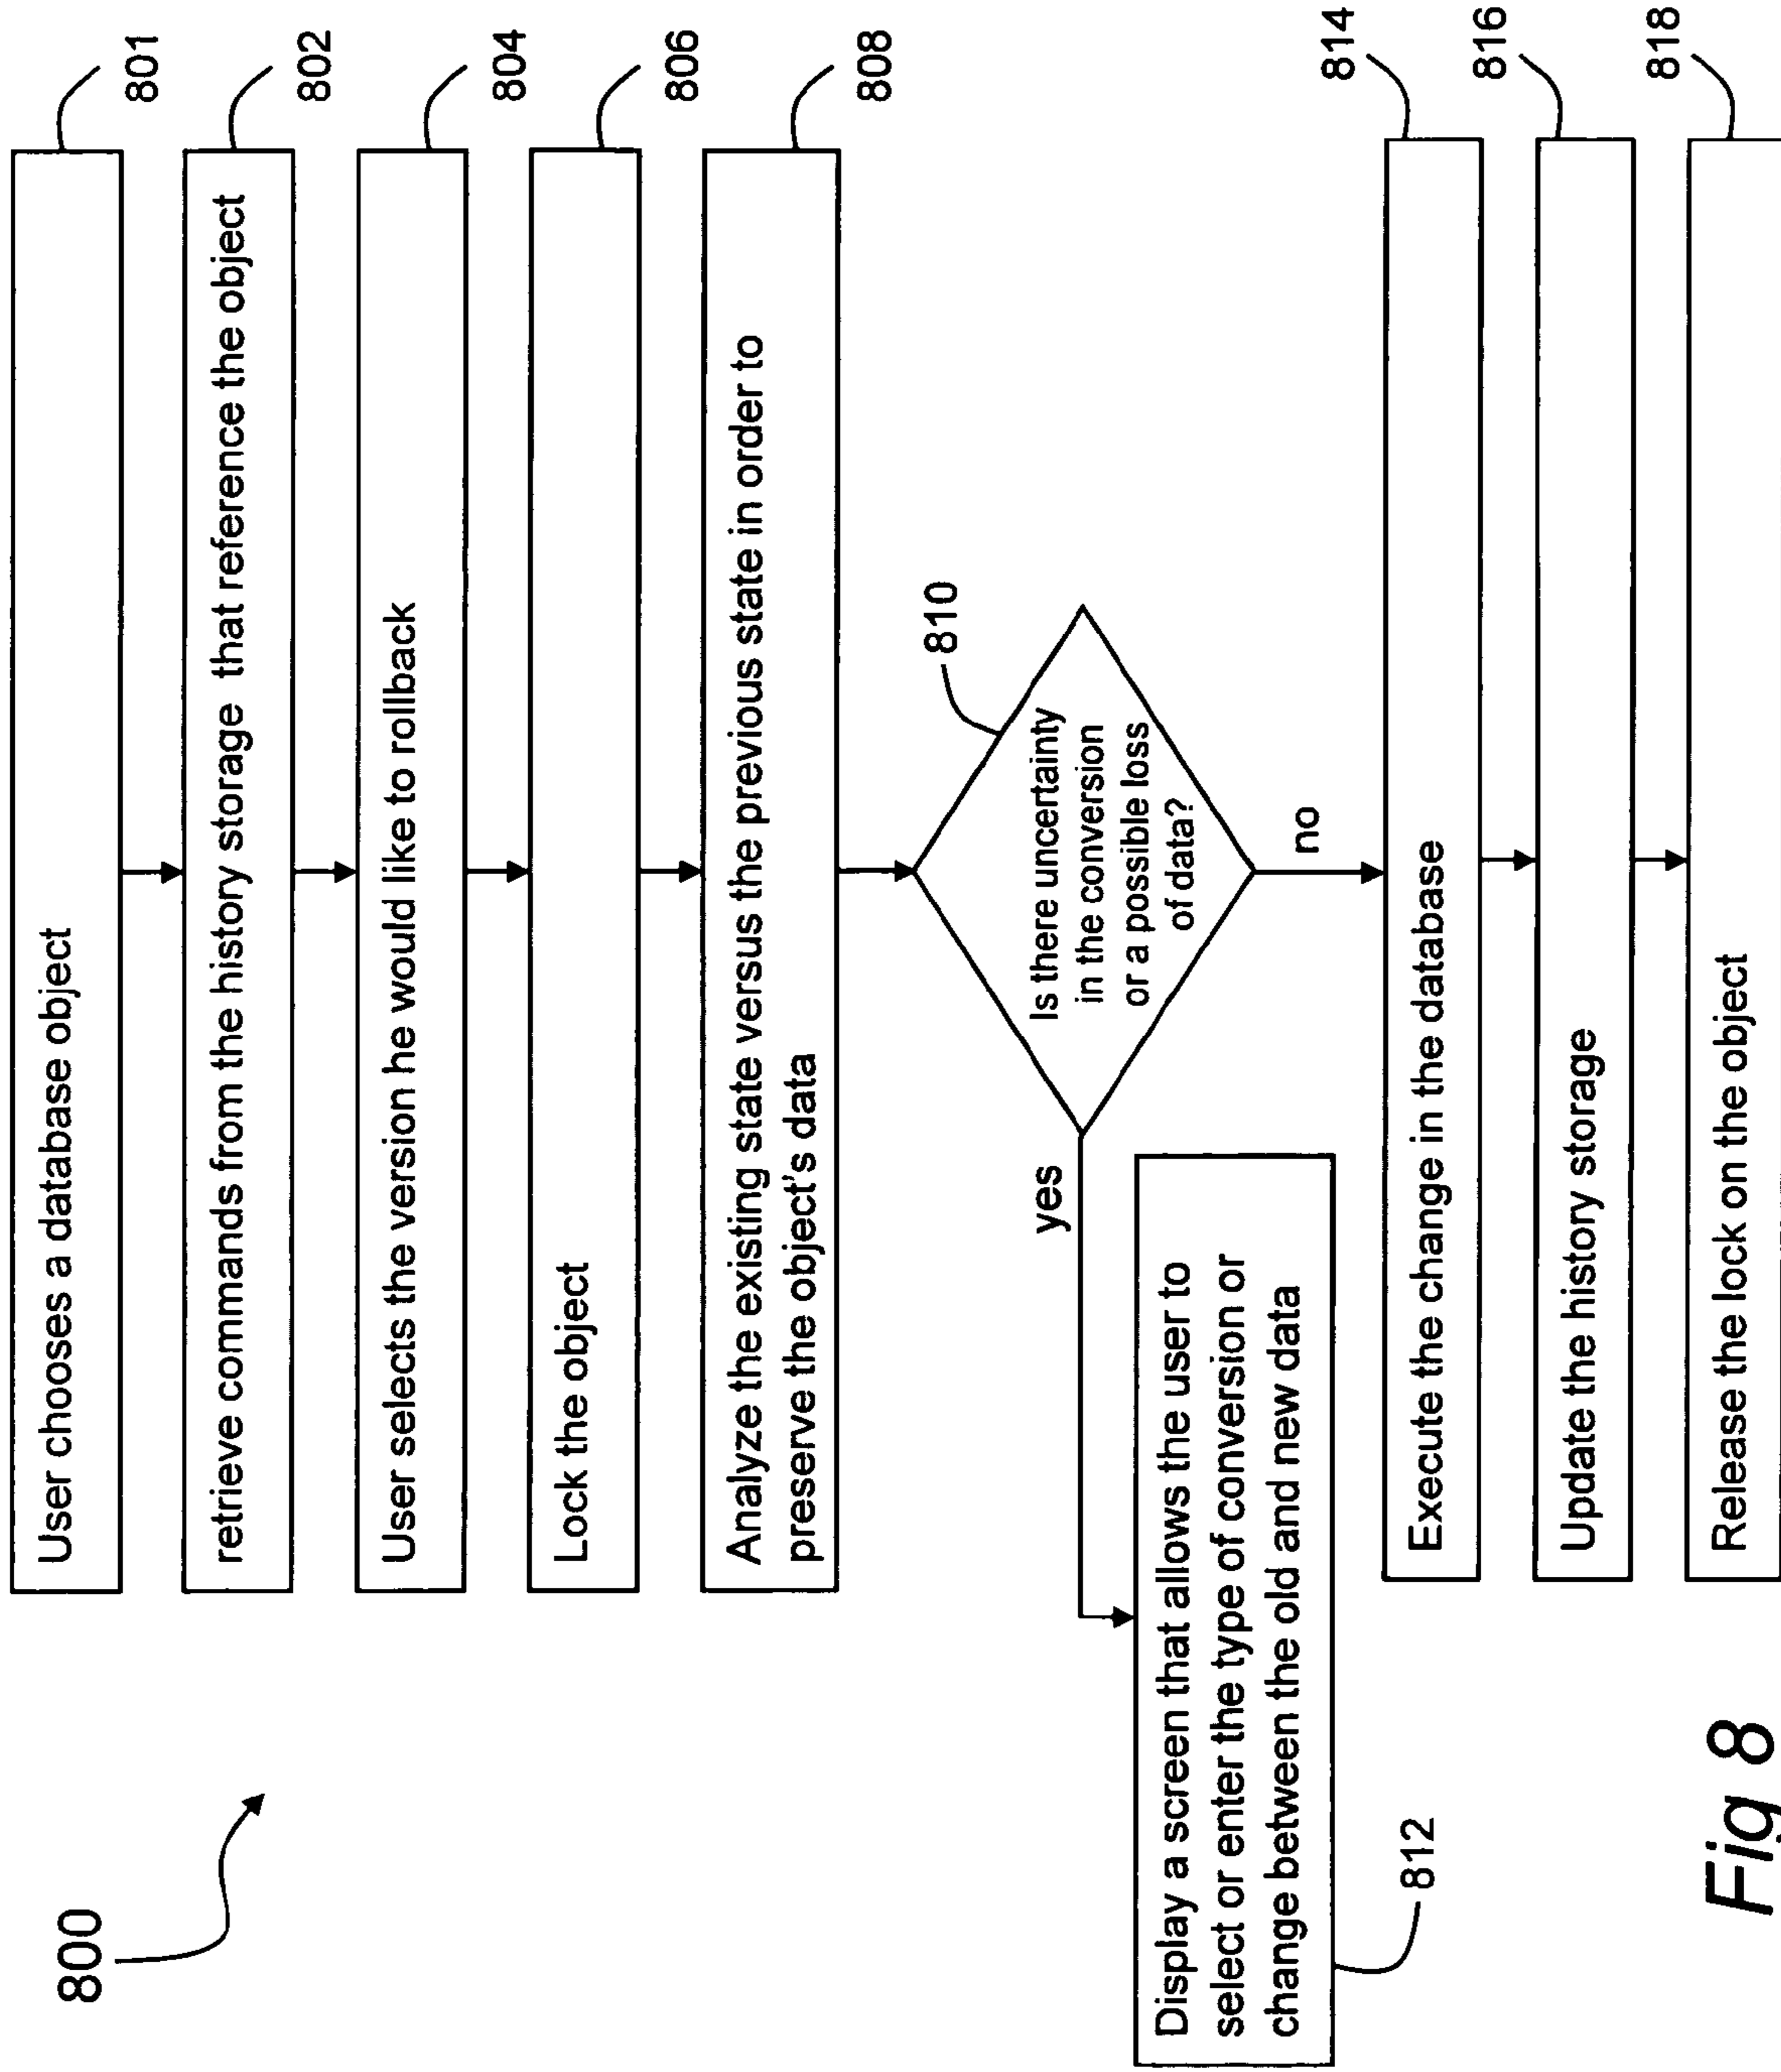 800
User chooses a database object
801
retrieve commands from the history storage that reference the object
802
User selects the version he would like to rollback
804
Lock the object
806
Analyze the existing state versus the previous state in order to
preserve the object's data
808
810
Is there uncertainty
in the conversion
or a possible loss
of data?
yes
no
Display a screen that allows the user to
select or enter the type of conversion or
change between the old and new data
812
Execute the change in the database
814
Update the history storage
816
Release the lock on the object
818
Fig 8